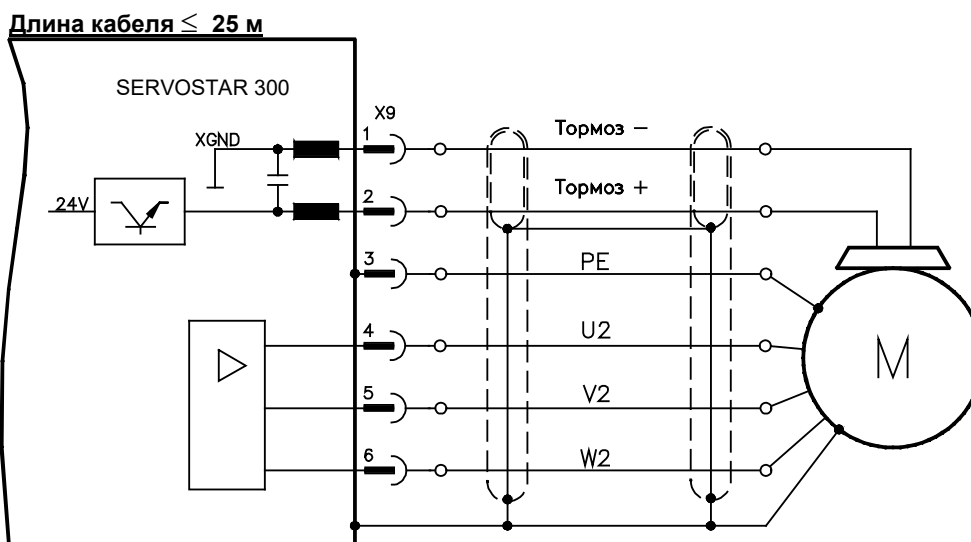 Длина кабеля ≤ 25 м
SERVOSTAR 300
X9
XGND
1
Тормоз –
24V
2
Тормоз +
3
PE
4
U2
5
V2
6
W2
M